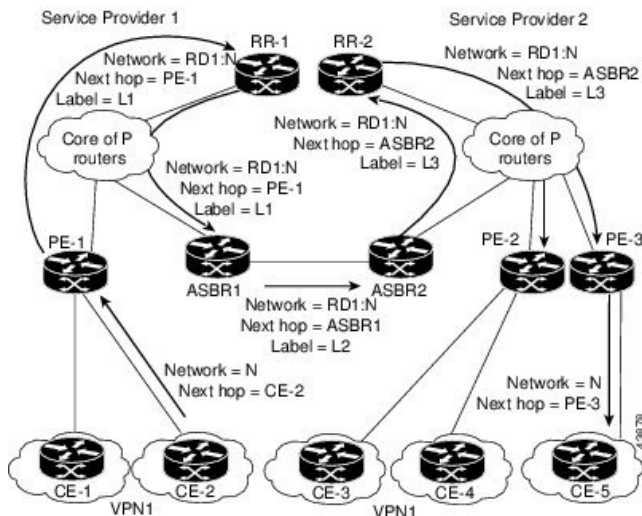 Service Provider 1
Service Provider 2
RR-1
RR-2
Network = RD1:N
Next hop = PE-1
Label = L1
Network = RD1:N
Next hop = ASBR2
Label = L3
Core of P
routers
Network = RD1:N
Next hop = ASBR2
Label = L3
Core of P
routers
Network = RD1:N
Next hop = PE-1
Label = L1
PE-1
ASBR1
ASBR2
PE-2
PE-3
Network = RD1:N
Next hop = ASBR1
Label = L2
Network = N
Next hop = CE-2
Network = N
Next hop = PE-3
CE-1
CE-2
CE-3
CE-4
CE-5
VPN1
VPN1